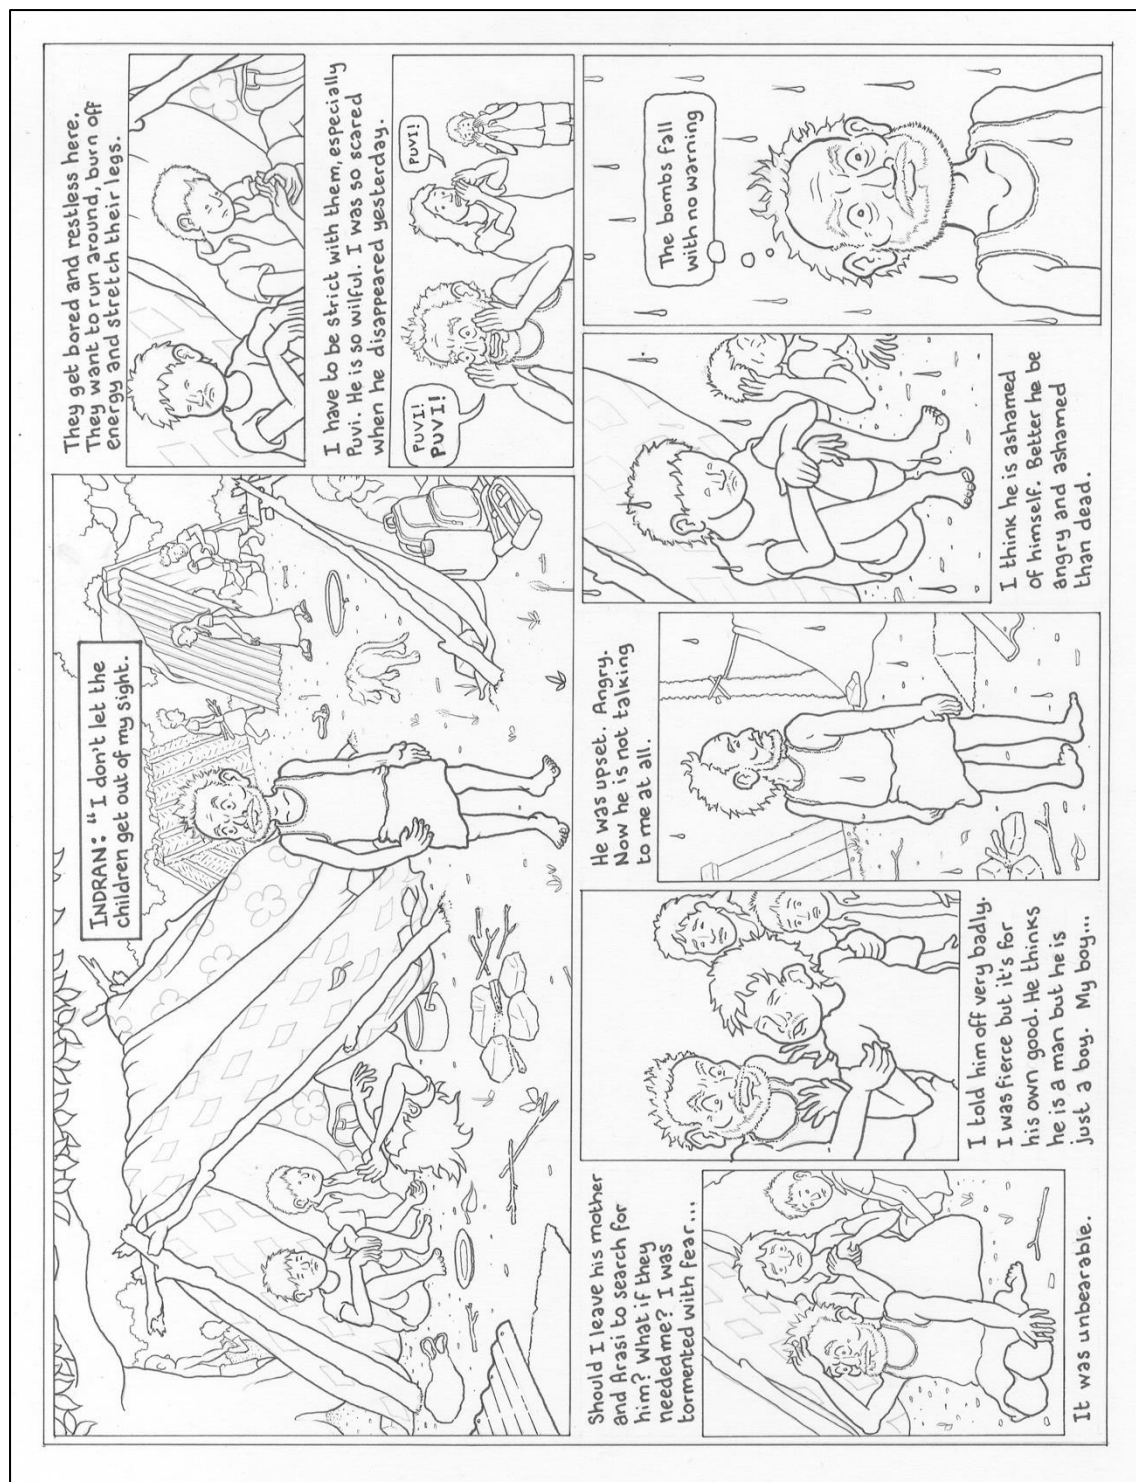 INDRAN: “I don't let the
children get out of my sight.
They get bored and restless here.
They want to run around, burn off
energy and stretch their legs.
I have to be strict with them, especially
Puvi. He is so wilful. I was so scared
when he disappeared yesterday.
PUVI!
PUVI!
PUVI!
Should I leave his mother
and Arasi to search for
him? What if they
needed me? I was
tormented with fear...
It was unbearable.
I told him off very badly.
I was fierce but it's for
his own good. He thinks
he is a man but he is
just a boy. My boy...
He was upset. Angry.
Now he is not talking
to me at all.
I think he is ashamed
of himself. Better he be
angry and ashamed
than dead.
The bombs fall
with no warning